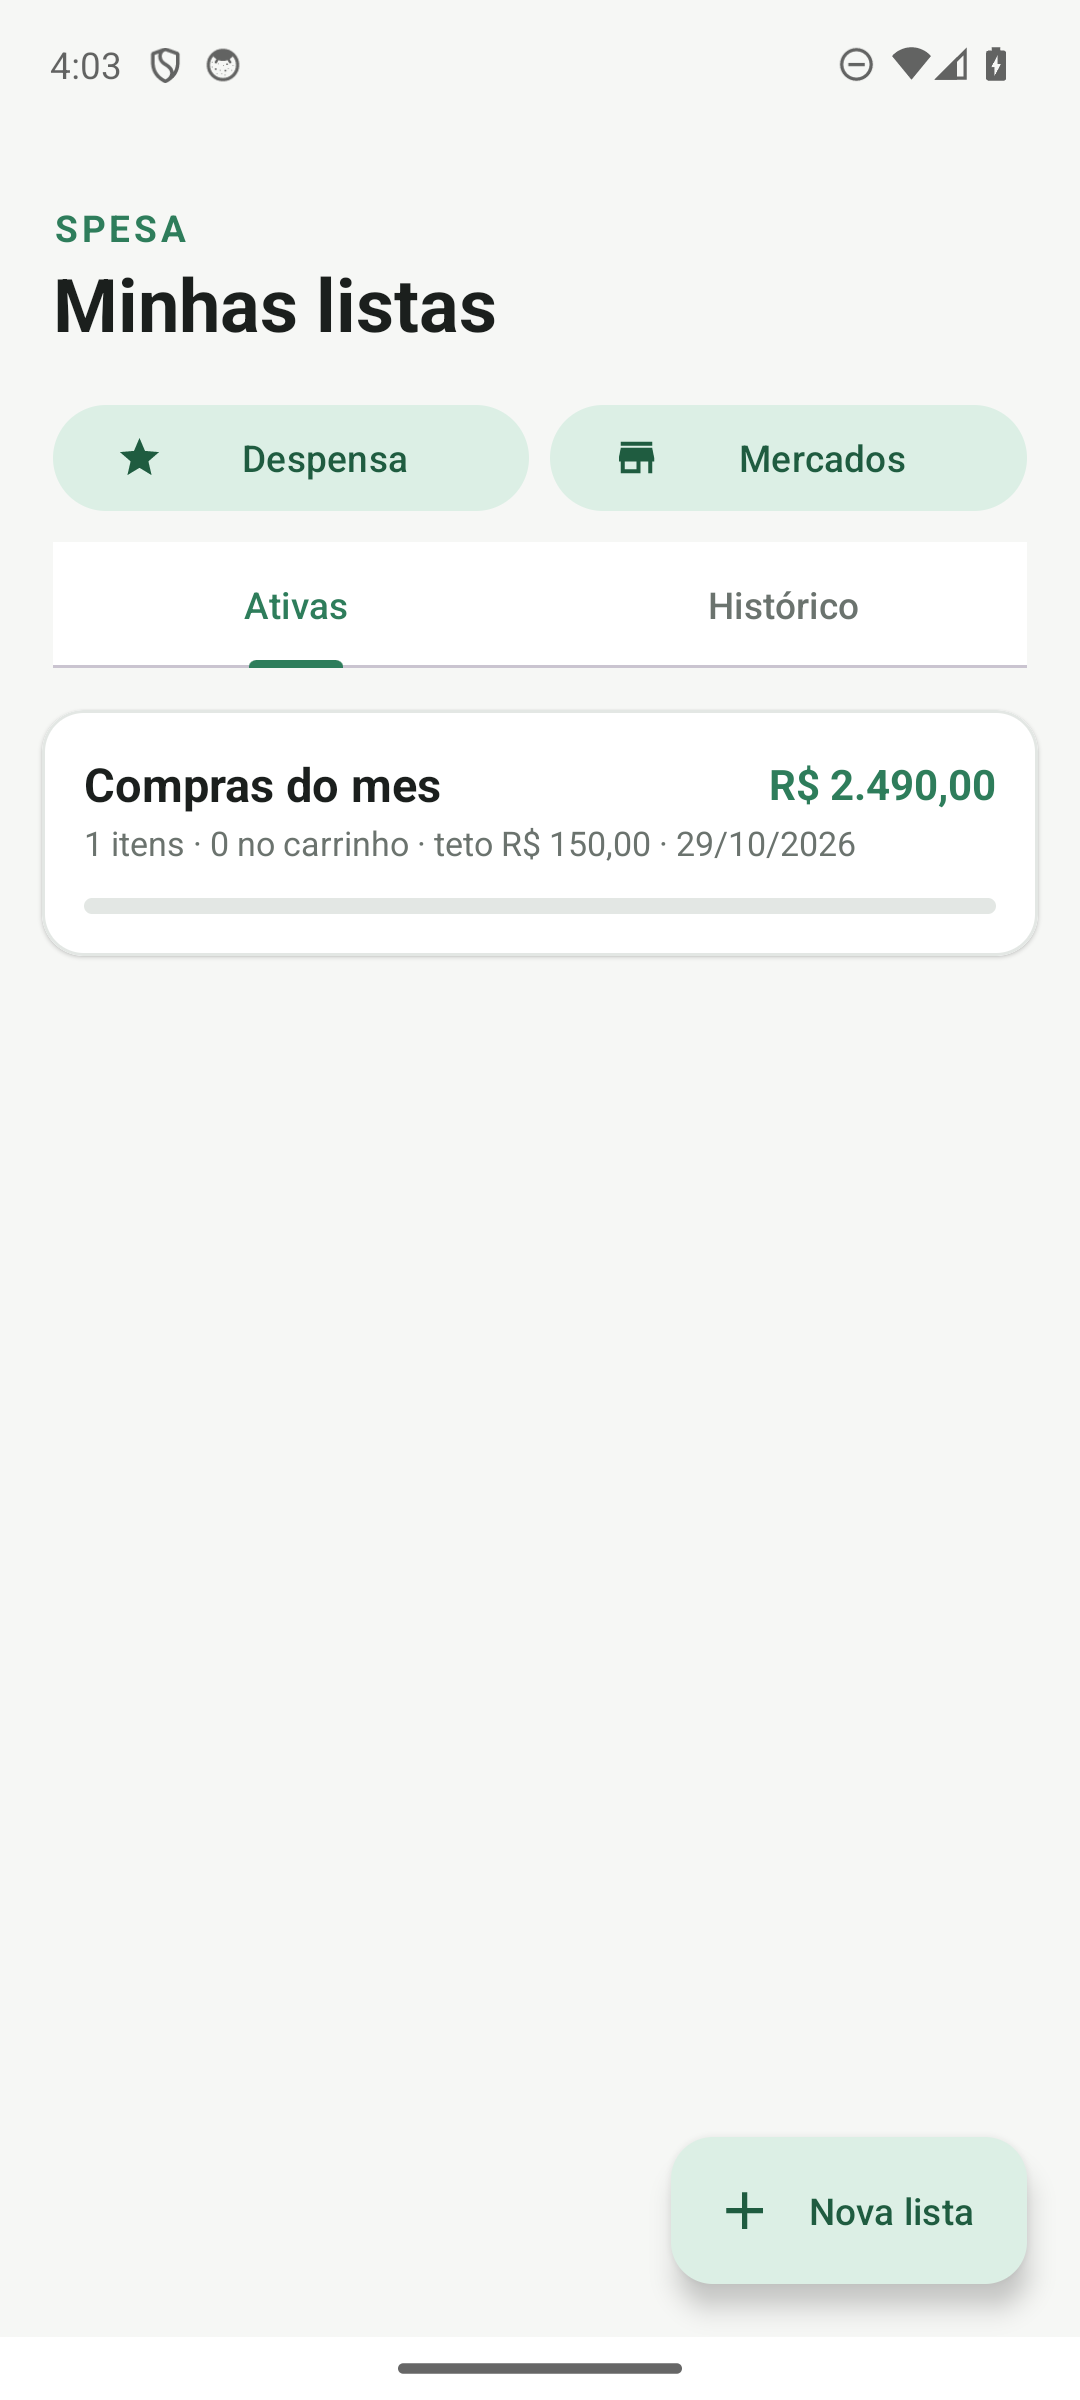 4:03
SPESA
Minhas listas
Despensa
Mercados
Ativas
Histórico
Compras do mes
R$ 2.490,00
1 itens · 0 no carrinho · teto R$ 150,00 · 29/10/2026
Nova lista